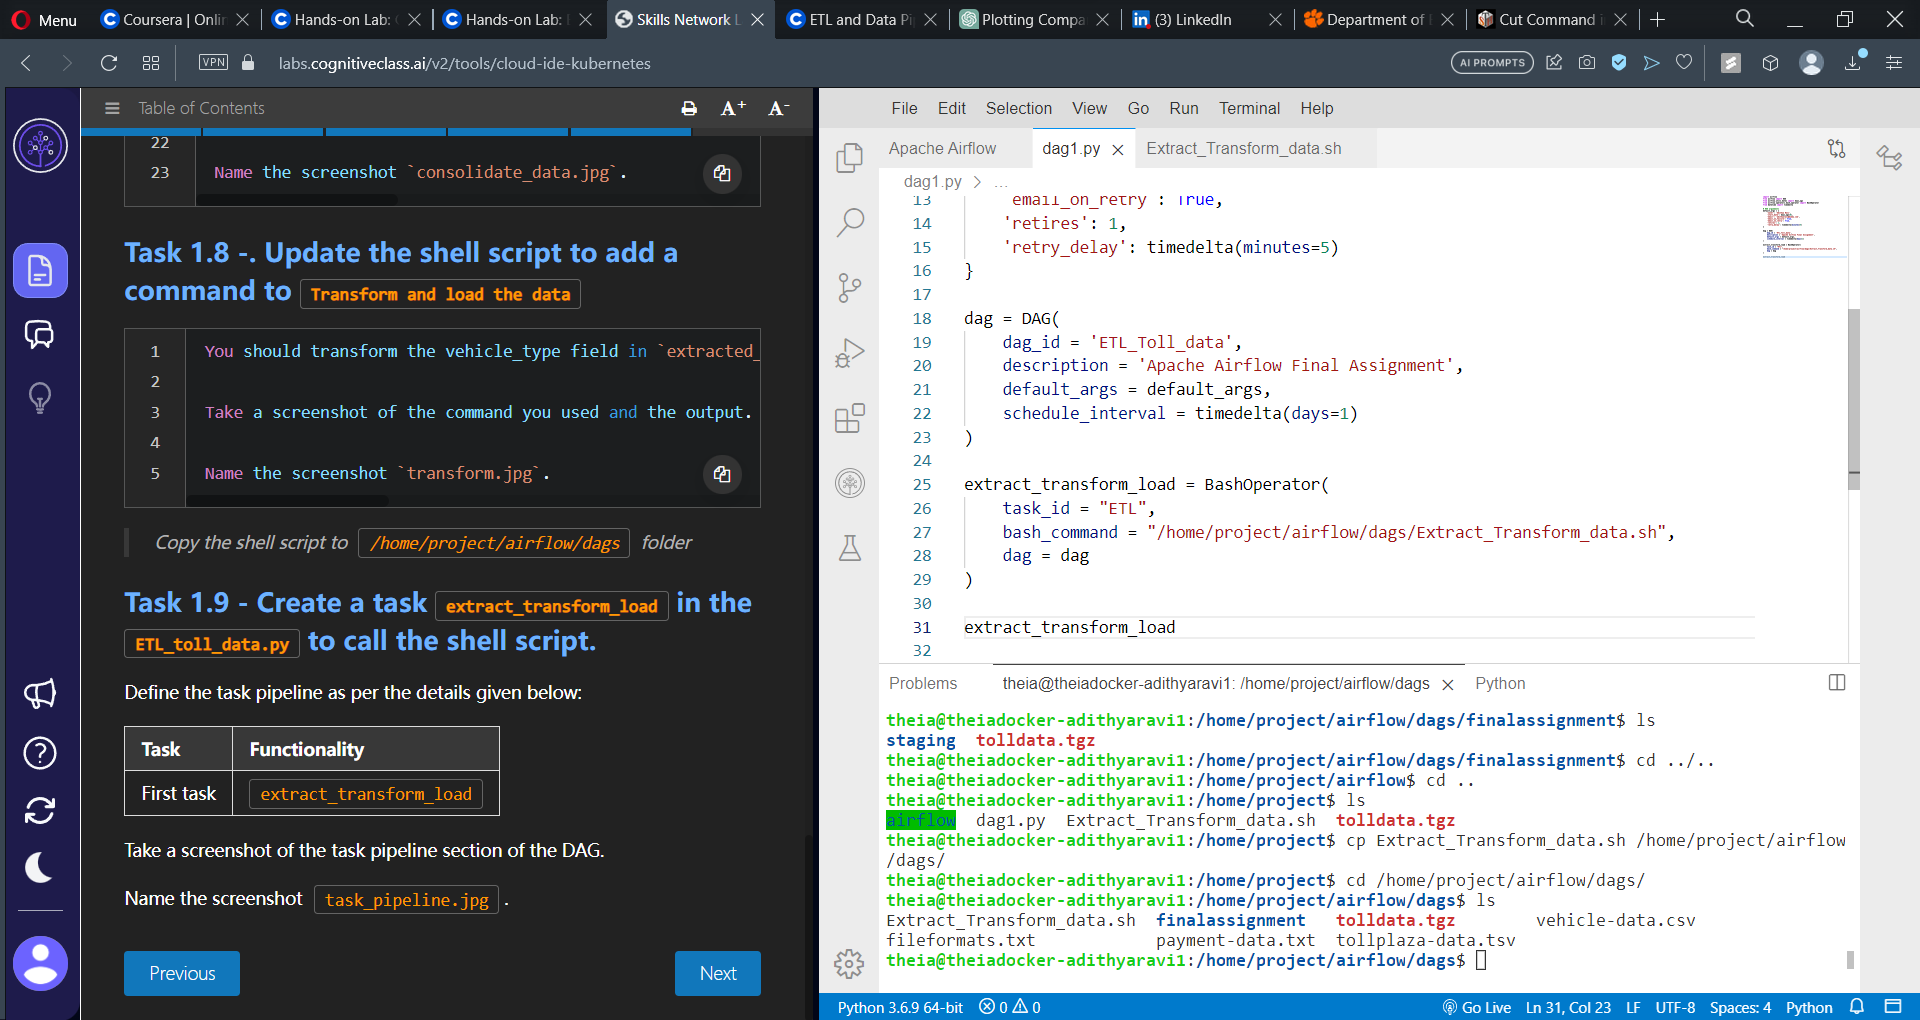 Menu
Coursera | Onlin
Hands-on Lab:
Hands-on Lab:
Skills Network L
ETL and Data Pi
Plotting Compa
(3) LinkedIn
Department of
Cut Command i
VPN
labs.cognitiveclass.ai/v2/tools/cloud-ide-kubernetes
AI PROMPTS
Table of Contents
A+
A-
22
23
Name the screenshot `consolidate_data.jpg`.
Task 1.8 -. Update the shell script to add a
command to Transform and load the data
1 You should transform the vehicle_type field in `extracted_
2
3 Take a screenshot of the command you used and the output.
4
5 Name the screenshot `transform.jpg`.
Copy the shell script to /home/project/airflow/dags folder
Task 1.9 - Create a task extract_transform_load in the
ETL_toll_data.py to call the shell script.
Define the task pipeline as per the details given below:
Task Functionality
First task extract_transform_load
Take a screenshot of the task pipeline section of the DAG.
Name the screenshot task_pipeline.jpg .
Previous
Next
File Edit Selection View Go Run Terminal Help
Apache Airflow
dag1.py
Extract_Transform_data.sh
dag1.py > ...
13 'email_on_retry': True,
14 'retires': 1,
15 'retry_delay': timedelta(minutes=5)
16 }
17
18 dag = DAG(
19 dag_id = 'ETL_Toll_data',
20 description = 'Apache Airflow Final Assignment',
21 default_args = default_args,
22 schedule_interval = timedelta(days=1)
23 )
24
25 extract_transform_load = BashOperator(
26 task_id = "ETL",
27 bash_command = "/home/project/airflow/dags/Extract_Transform_data.sh",
28 dag = dag
29 )
30
31 extract_transform_load
32
Problems
theia@theiadocker-adithyaravi1: /home/project/airflow/dags
Python
theia@theiadocker-adithyaravi1:/home/project/airflow/dags/finalassignment$ ls
staging tolldata.tgz
theia@theiadocker-adithyaravi1:/home/project/airflow/dags/finalassignment$ cd ../..
theia@theiadocker-adithyaravi1:/home/project/airflow$ cd ..
theia@theiadocker-adithyaravi1:/home/project$ ls
airflow dag1.py Extract_Transform_data.sh tolldata.tgz
theia@theiadocker-adithyaravi1:/home/project$ cp Extract_Transform_data.sh /home/project/airflow
/dags/
theia@theiadocker-adithyaravi1:/home/project$ cd /home/project/airflow/dags/
theia@theiadocker-adithyaravi1:/home/project/airflow/dags$ ls
Extract_Transform_data.sh finalassignment tolldata.tgz vehicle-data.csv
fileformats.txt payment-data.txt tollplaza-data.tsv
theia@theiadocker-adithyaravi1:/home/project/airflow/dags$
Python 3.6.9 64-bit 0 0
Go Live Ln 31, Col 23 LF UTF-8 Spaces: 4 Python